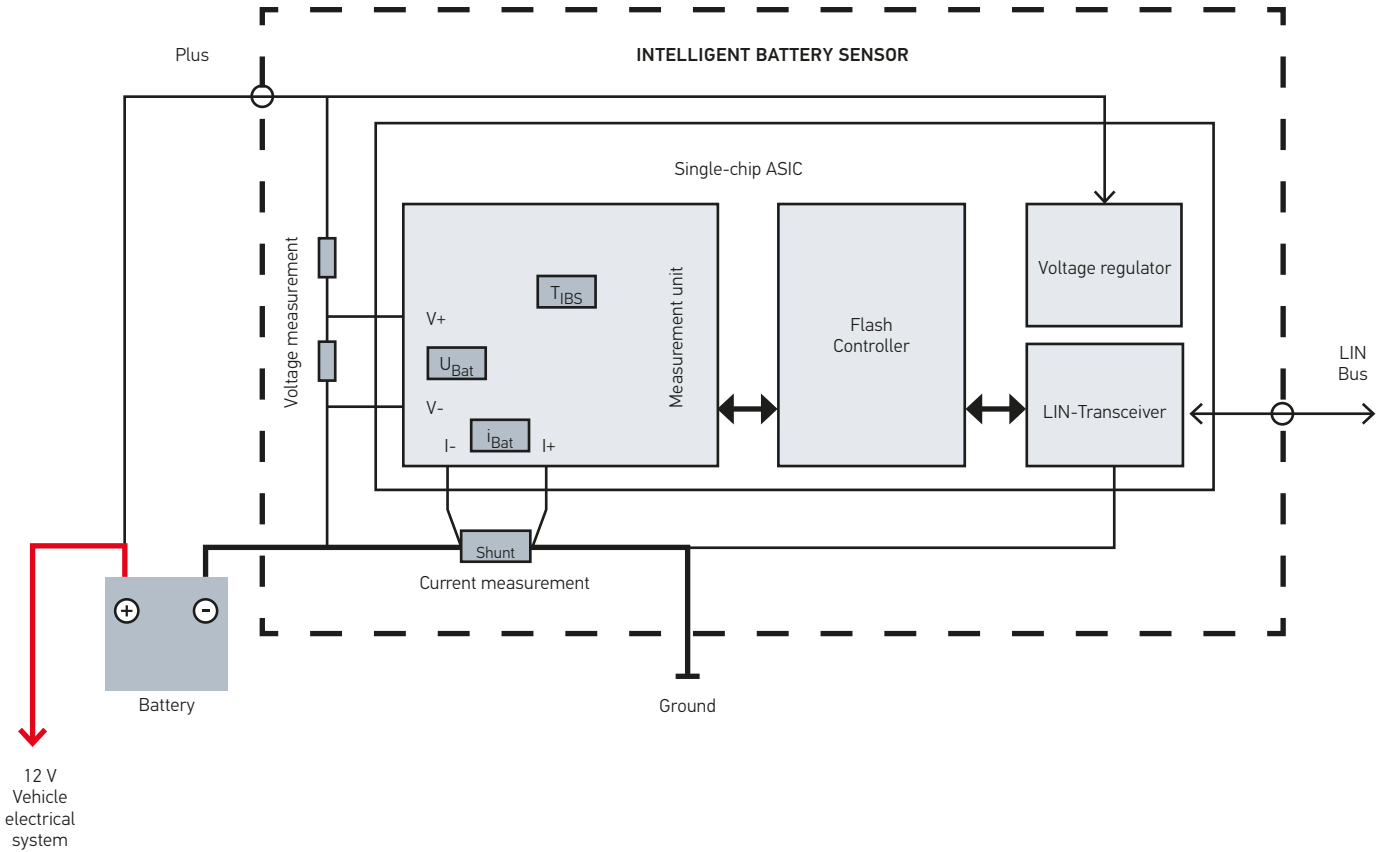 Plus
INTELLIGENT BATTERY SENSOR
Single-chip ASIC
Voltage measurement
V+
U_Bat
V-
T_IBS
i_Bat
I-
I+
Measurement unit
Flash
Controller
Voltage regulator
LIN-Transceiver
LIN
Bus
Shunt
Current measurement
+
-
Battery
Ground
12 V
Vehicle
electrical
system